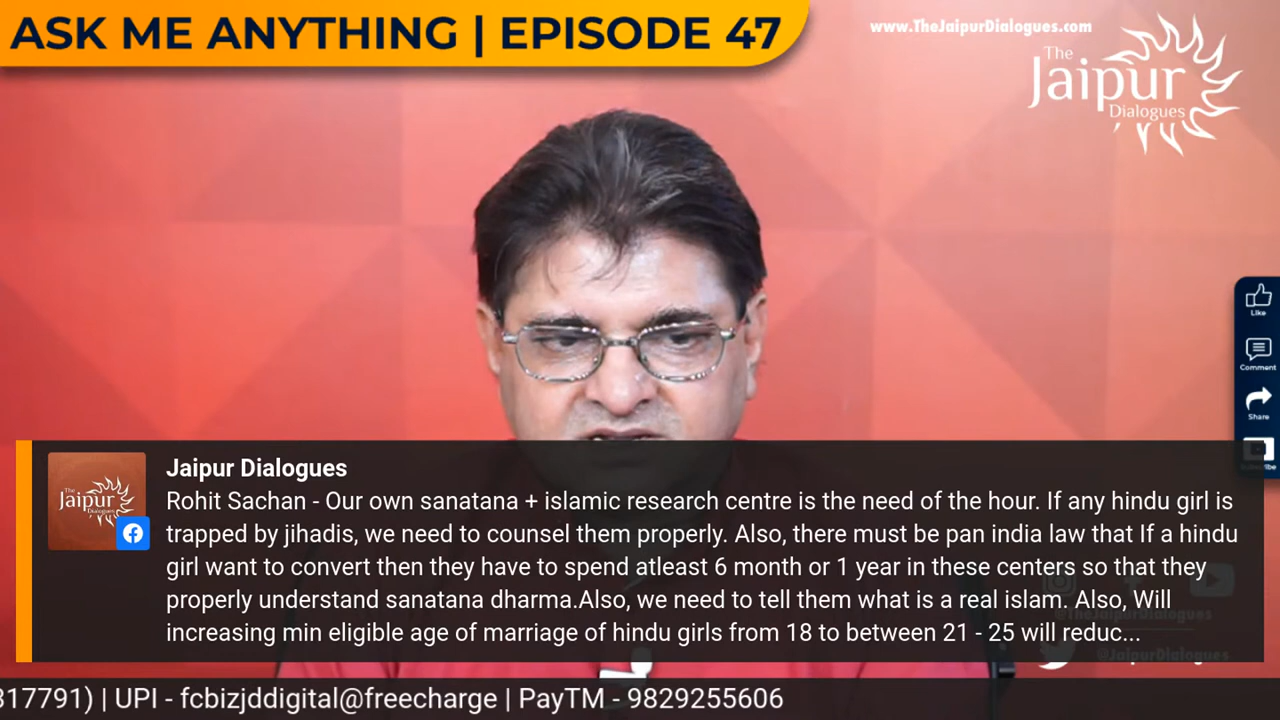 ASK ME ANYTHING | EPISODE 47
www.TheJaipurDialogues.com
The
Jaipur
Dialogues
Like
Comment
Share
Jaipur Dialogues
The
Jaipur
Dialogues
Rohit Sachan - Our own sanatana + islamic research centre is the need of the hour. If any hindu girl is
trapped by jihadis, we need to counsel them properly. Also, there must be pan india law that If a hindu
girl want to convert then they have to spend atleast 6 month or 1 year in these centers so that they
properly understand sanatana dharma.Also, we need to tell them what is a real islam. Also, Will
increasing min eligible age of marriage of hindu girls from 18 to between 21 - 25 will reduc...
@TheJaipurDialogues
@JaipurDialogues
317791) | UPI - fcbizjddigital@freecharge | PayTM - 9829255606